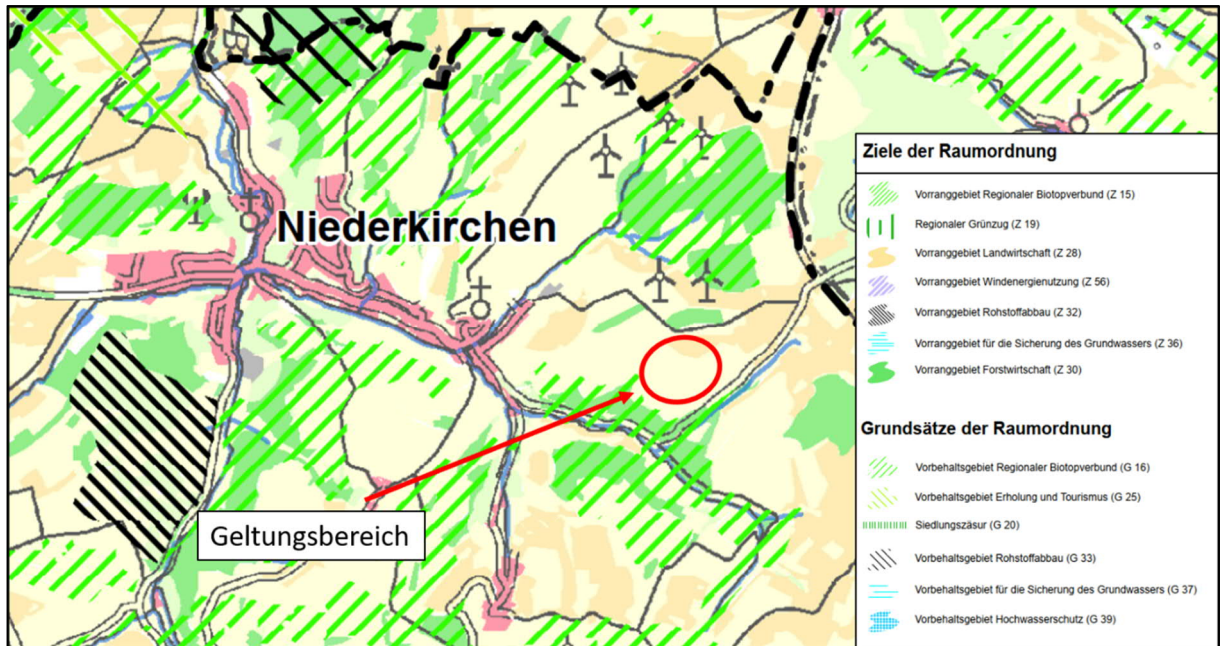 Niederkirchen
Geltungsbereich
Ziele der Raumordnung
Vorranggebiet Regionaler Biotopverbund (Z 15)
Regionaler Grünzug (Z 19)
Vorranggebiet Landwirtschaft (Z 28)
Vorranggebiet Windenergienutzung (Z 56)
Vorranggebiet Rohstoffabbau (Z 32)
Vorranggebiet für die Sicherung des Grundwassers (Z 36)
Vorranggebiet Forstwirtschaft (Z 30)
Grundsätze der Raumordnung
Vorbehaltsgebiet Regionaler Biotopverbund (G 16)
Vorbehaltsgebiet Erholung und Tourismus (G 25)
Siedlungszäsur (G 20)
Vorbehaltsgebiet Rohstoffabbau (G 33)
Vorbehaltsgebiet für die Sicherung des Grundwassers (G 37)
Vorbehaltsgebiet Hochwasserschutz (G 39)